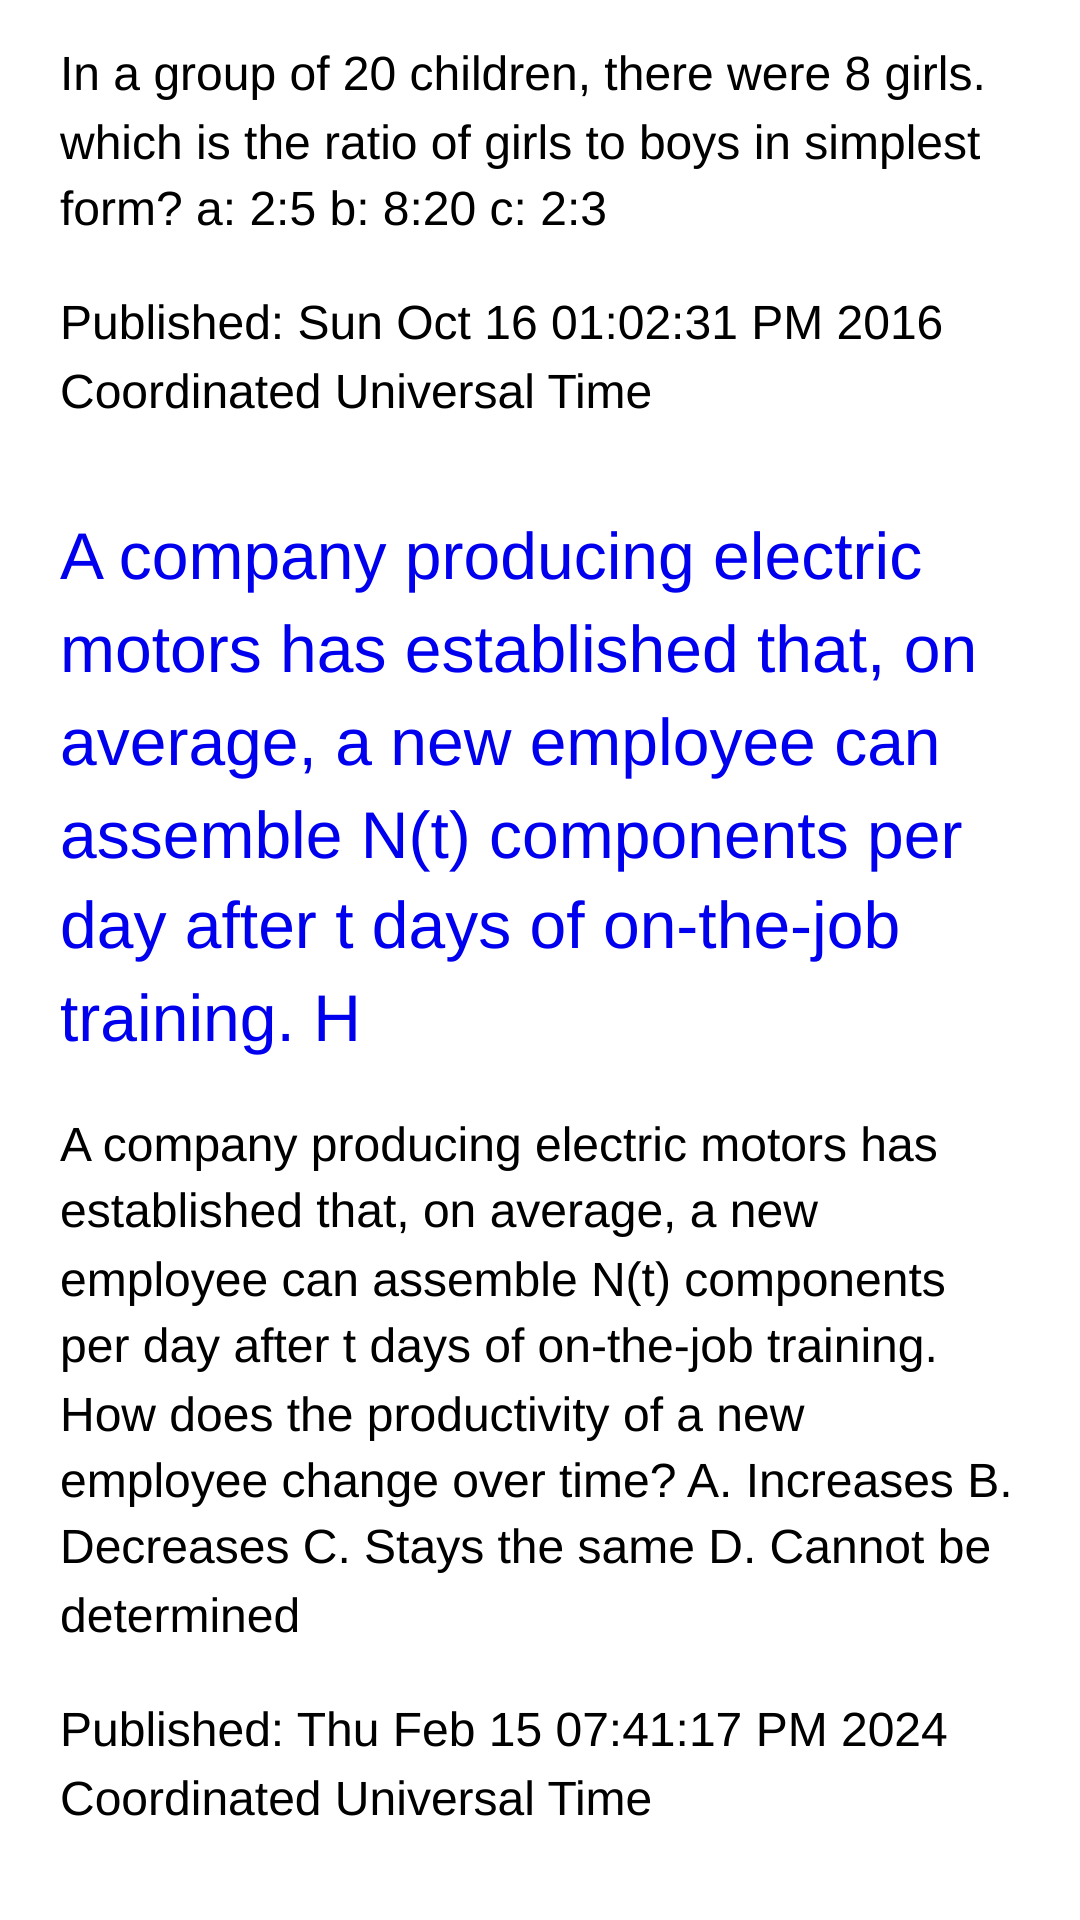 In a group of 20 children, there were 8 girls.
which is the ratio of girls to boys in simplest
form? a: 2:5 b: 8:20 c: 2:3
Published: Sun Oct 16 01:02:31 PM 2016
Coordinated Universal Time
A company producing electric
motors has established that, on
average, a new employee can
assemble N(t) components per
day after t days of on-the-job
training. H
A company producing electric motors has
established that, on average, a new
employee can assemble N(t) components
per day after t days of on-the-job training.
How does the productivity of a new
employee change over time? A. Increases B.
Decreases C. Stays the same D. Cannot be
determined
Published: Thu Feb 15 07:41:17 PM 2024
Coordinated Universal Time